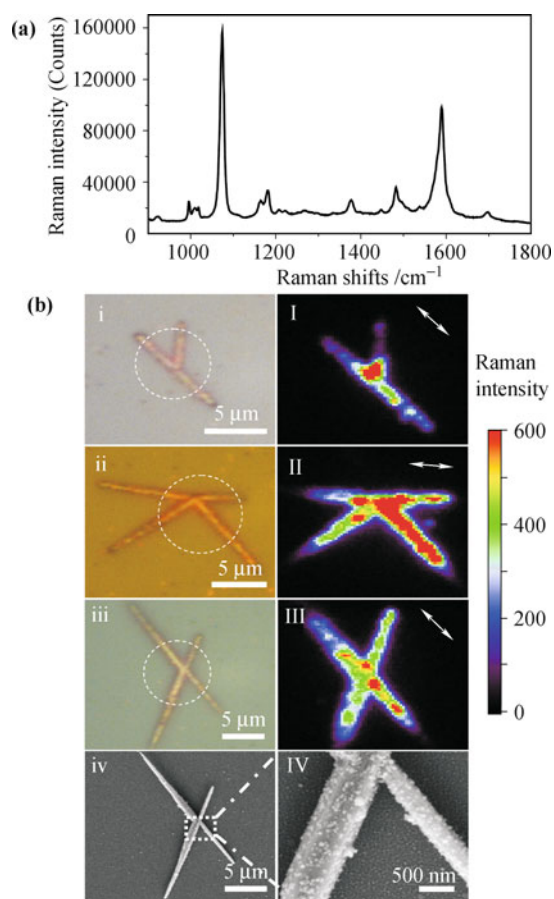 (a)
Raman intensity (Counts)
160000
120000
80000
40000
0
1000 1200 1400 1600 1800
Raman shifts /cm⁻¹
(b)
i
5 μm
I
Raman
intensity
600
400
200
0
ii
5 μm
II
iii
5 μm
III
iv
5 μm
IV
500 nm